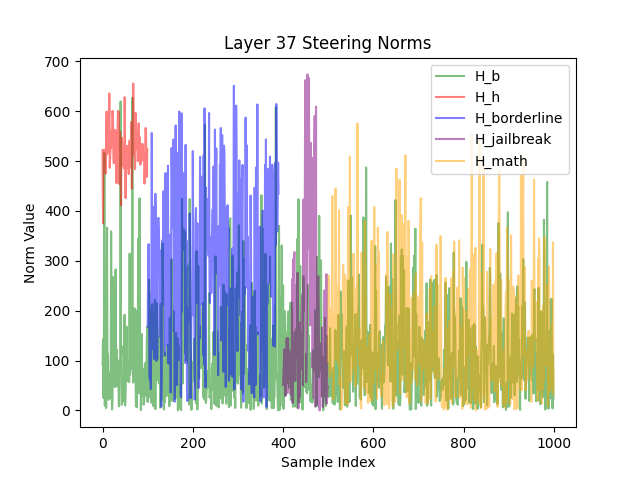 Layer 37 Steering Norms
700
600
500
400
300
200
100
0
Norm Value
0
200
400
600
800
1000
Sample Index
H_b
H_h
H_borderline
H_jailbreak
H_math